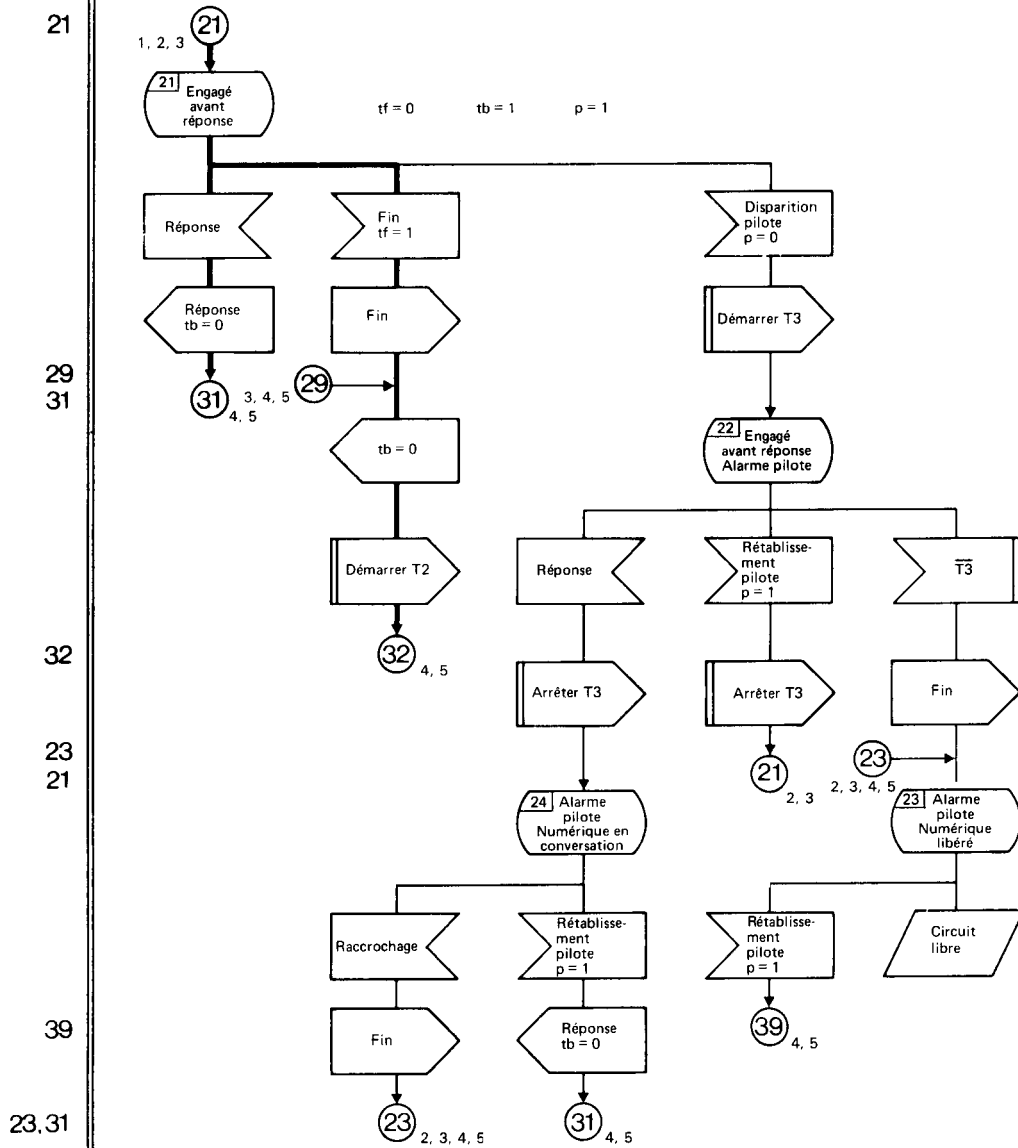 21
21
1, 2, 3
21
Engagé
avant
réponse
tf = 0 tb = 1 p = 1
Réponse
Fin
tf = 1
Disparition
pilote
p = 0
Réponse
tb = 0
Fin
Démarrer T3
29
31
31
4, 5
3, 4, 5
29
22
Engagé
avant réponse
Alarme pilote
tb = 0
Démarrer T2
Réponse
Rétablisse-
ment
pilote
p = 1
T3
32
32
4, 5
Arrêter T3
Arrêter T3
Fin
23
21
21
2, 3
23
2, 3, 4, 5
24
Alarme
pilote
Numérique en
conversation
23
Alarme
pilote
Numérique
libéré
Raccrochage
Rétablisse-
ment
pilote
p = 1
Rétablisse-
ment
pilote
p = 1
Circuit
libre
39
Fin
Réponse
tb = 0
39
4, 5
23,31
23
2, 3, 4, 5
31
4, 5